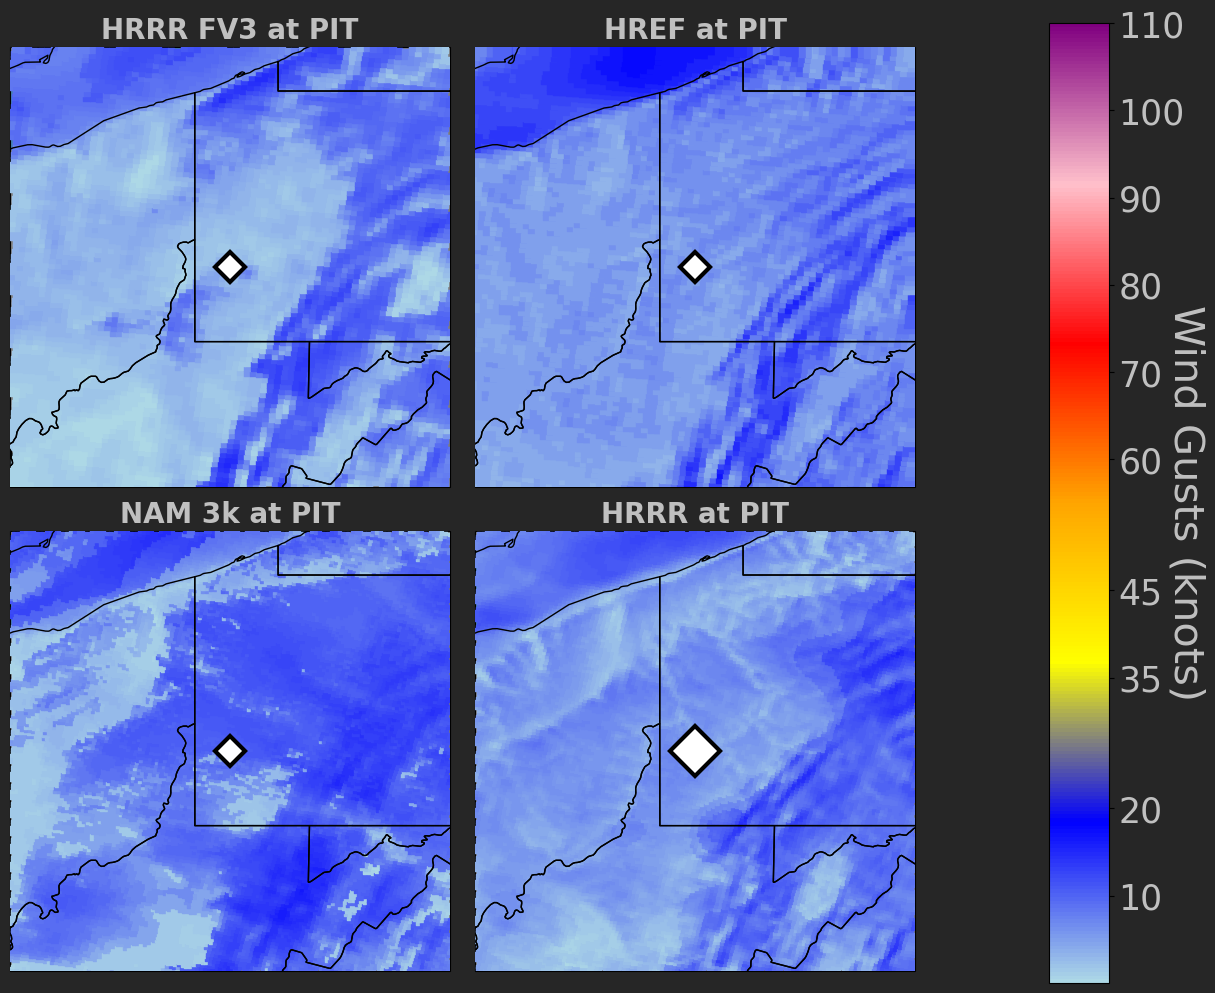 HRRR FV3 at PIT
HREF at PIT
NAM 3k at PIT
HRRR at PIT
110
100
90
80
70
60
45
35
20
10
Wind Gusts (knots)